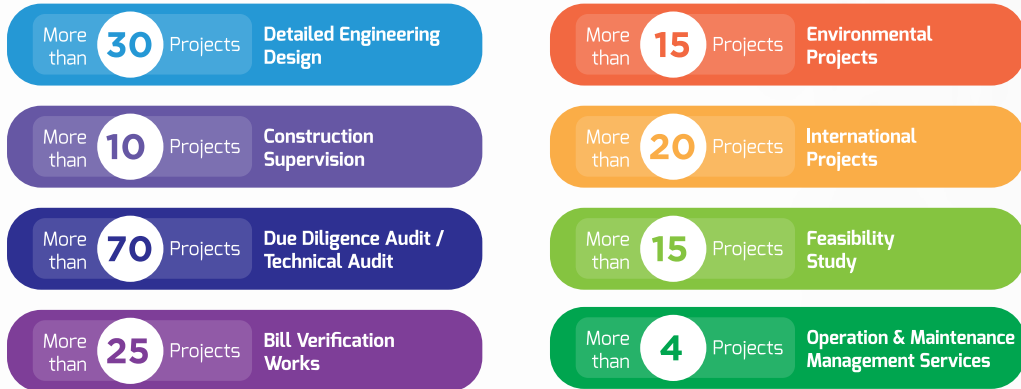 More than 30 Projects Detailed Engineering Design
More than 10 Projects Construction Supervision
More than 70 Projects Due Diligence Audit / Technical Audit
More than 25 Projects Bill Verification Works
More than 15 Projects Environmental Projects
More than 20 Projects International Projects
More than 15 Projects Feasibility Study
More than 4 Projects Operation & Maintenance Management Services